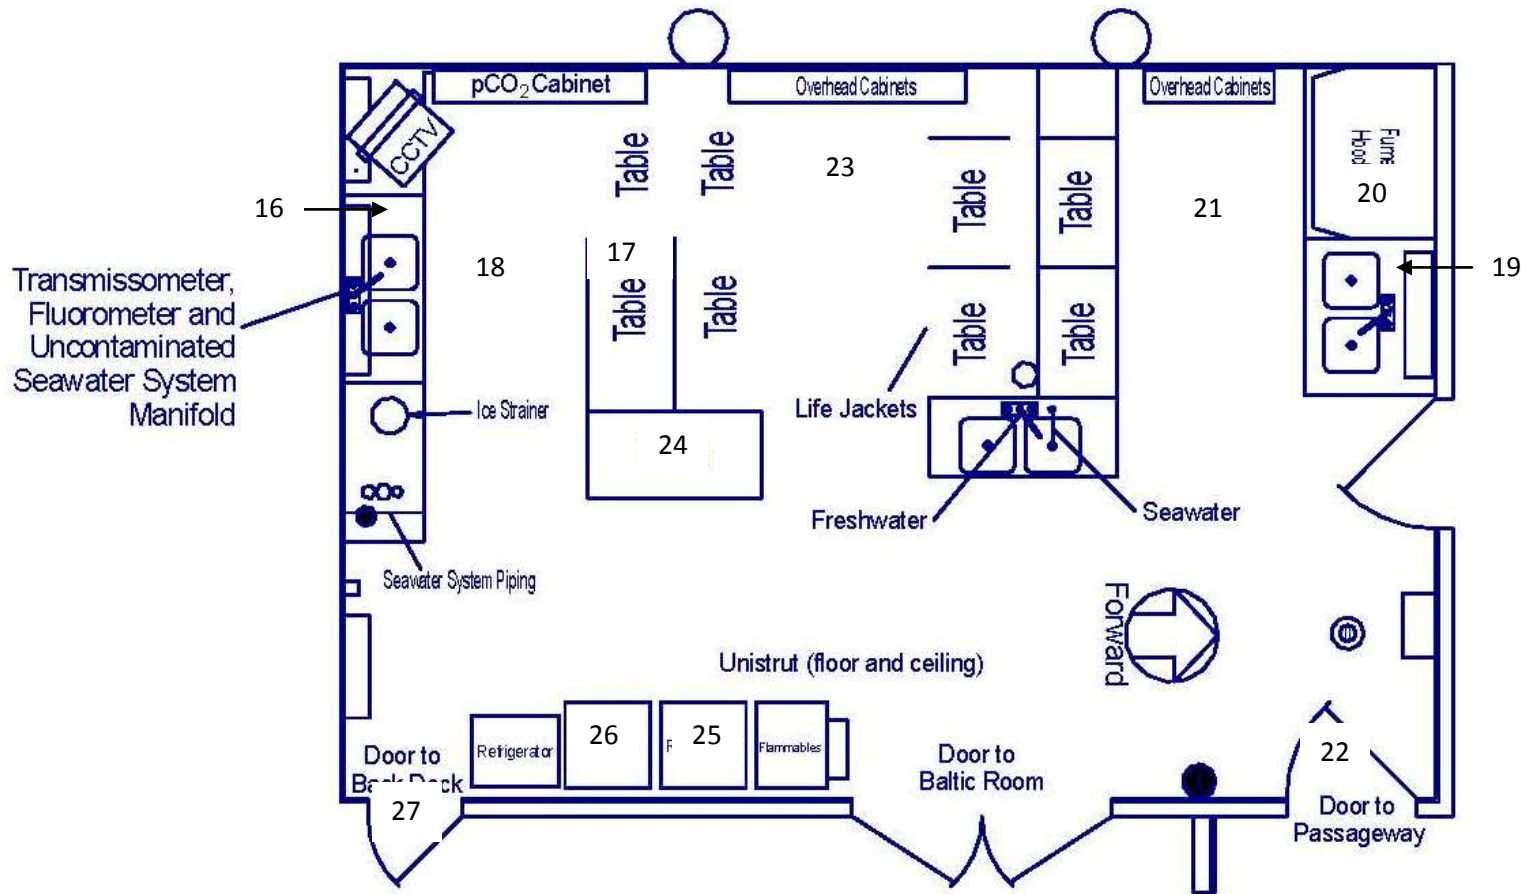 pCO2 Cabinet
Overhead Cabinets
Overhead Cabinets
CCTV
Table
Table
23
Table
Table
21
Fume
Hood
20
16
17
18
19
Transmissometer,
Fluorometer and
Uncontaminated
Seawater System
Manifold
Table
Table
Table
Table
Life Jackets
Ice Strainer
24
Freshwater
Seawater
Seawater System Piping
Forward
Unistrut (floor and ceiling)
Refrigerator
26
25
Flammables
Door to
Back Deck
27
Door to
Baltic Room
22
Door to
Passageway